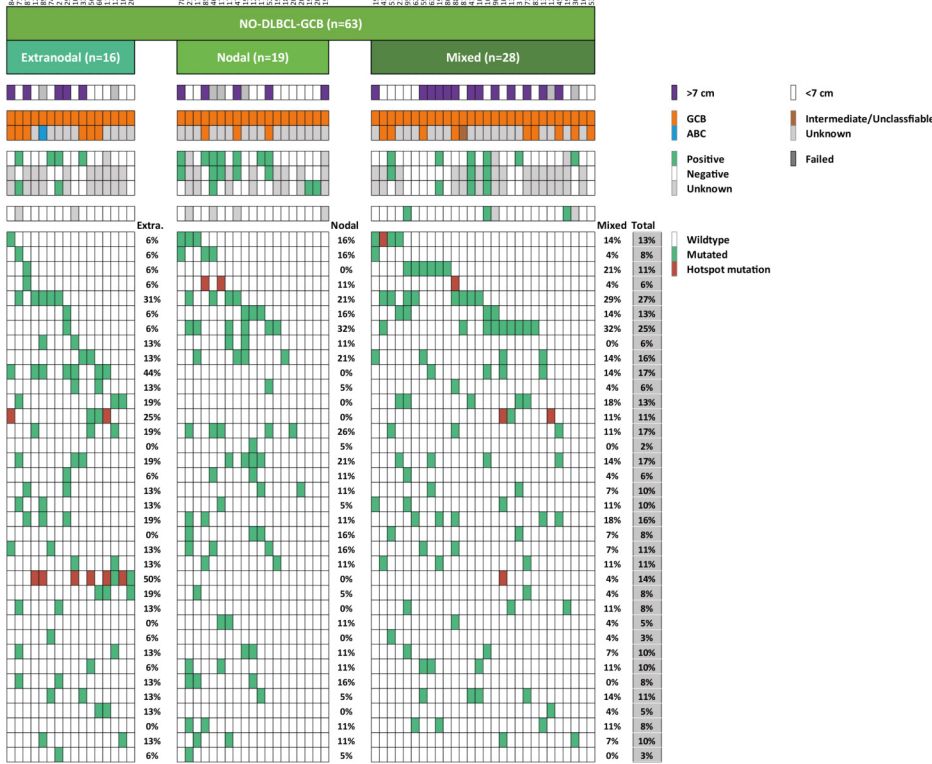 NO-DLBCL-GCB (n=63)
Extranodal (n=16) Nodal (n=19) Mixed (n=28)
>7 cm <7 cm
GCB Intermediate/Unclassfiable
ABC Unknown
Positive Failed
Negative
Unknown
Extra. Nodal Mixed Total
6% 16% 14% 13% Wildtype
6% 16% 4% 8% Mutated
6% 0% 21% 11% Hotspot mutation
6% 11% 4% 6%
31% 21% 29% 27%
6% 16% 14% 13%
6% 32% 32% 25%
13% 11% 0% 6%
13% 21% 14% 16%
44% 0% 14% 17%
13% 5% 4% 6%
19% 0% 18% 13%
25% 0% 11% 11%
19% 26% 11% 17%
0% 5% 0% 2%
19% 21% 14% 17%
6% 11% 4% 6%
13% 11% 7% 10%
13% 5% 11% 10%
19% 11% 18% 16%
0% 16% 7% 8%
13% 16% 7% 11%
13% 11% 11% 11%
50% 0% 4% 14%
19% 5% 4% 8%
13% 0% 11% 8%
0% 11% 4% 5%
6% 0% 4% 3%
13% 11% 7% 10%
6% 11% 11% 10%
13% 16% 0% 8%
13% 5% 14% 11%
13% 0% 4% 5%
0% 11% 11% 8%
13% 11% 7% 10%
6% 5% 0% 3%